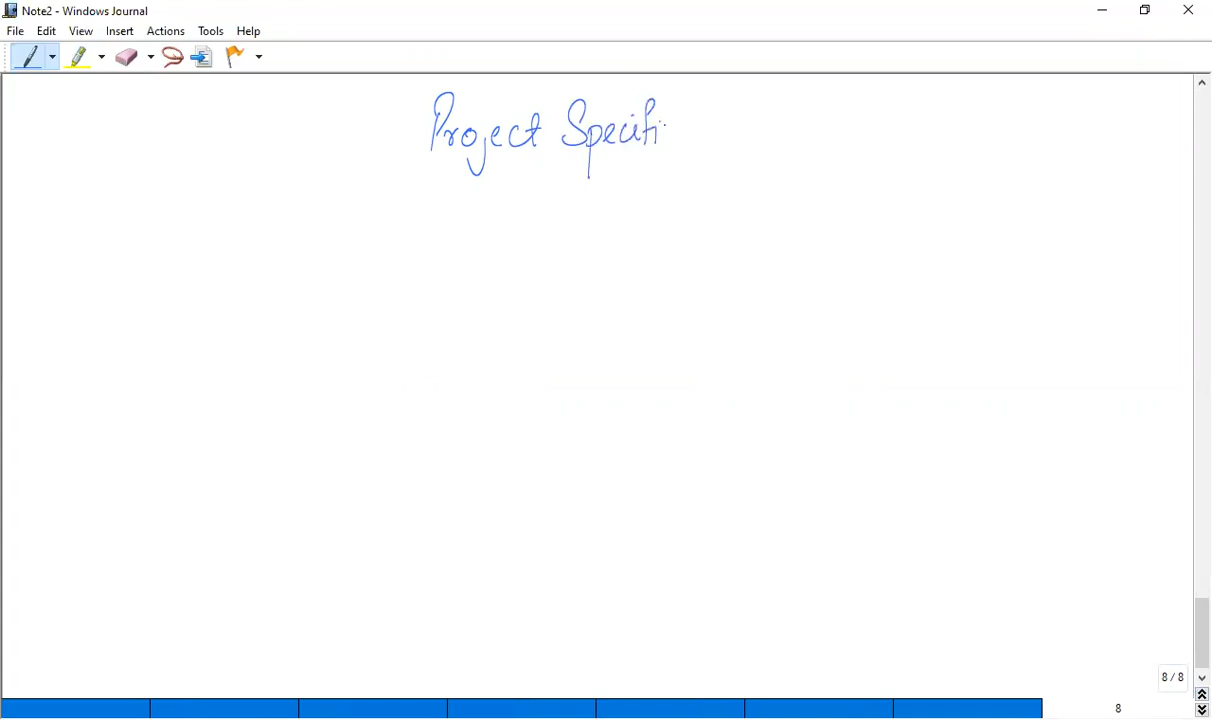 Note2 - Windows Journal
File Edit View Insert Actions Tools Help
Project Specifi
8 / 8
8